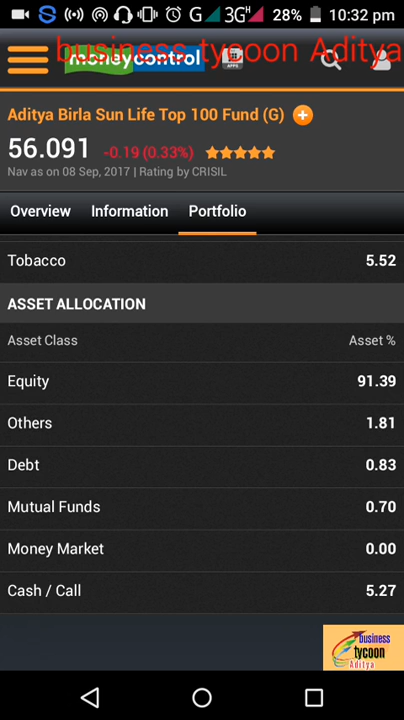 G 3G H 28% 10:32 pm
business tycoon Aditya
moneycontrol
APPS
Aditya Birla Sun Life Top 100 Fund (G)
56.091 -0.19 (0.33%)
Nav as on 08 Sep, 2017 | Rating by CRISIL
Overview Information Portfolio
Tobacco 5.52
ASSET ALLOCATION
Asset Class Asset %
Equity 91.39
Others 1.81
Debt 0.83
Mutual Funds 0.70
Money Market 0.00
Cash / Call 5.27
business
tycoon
Aditya